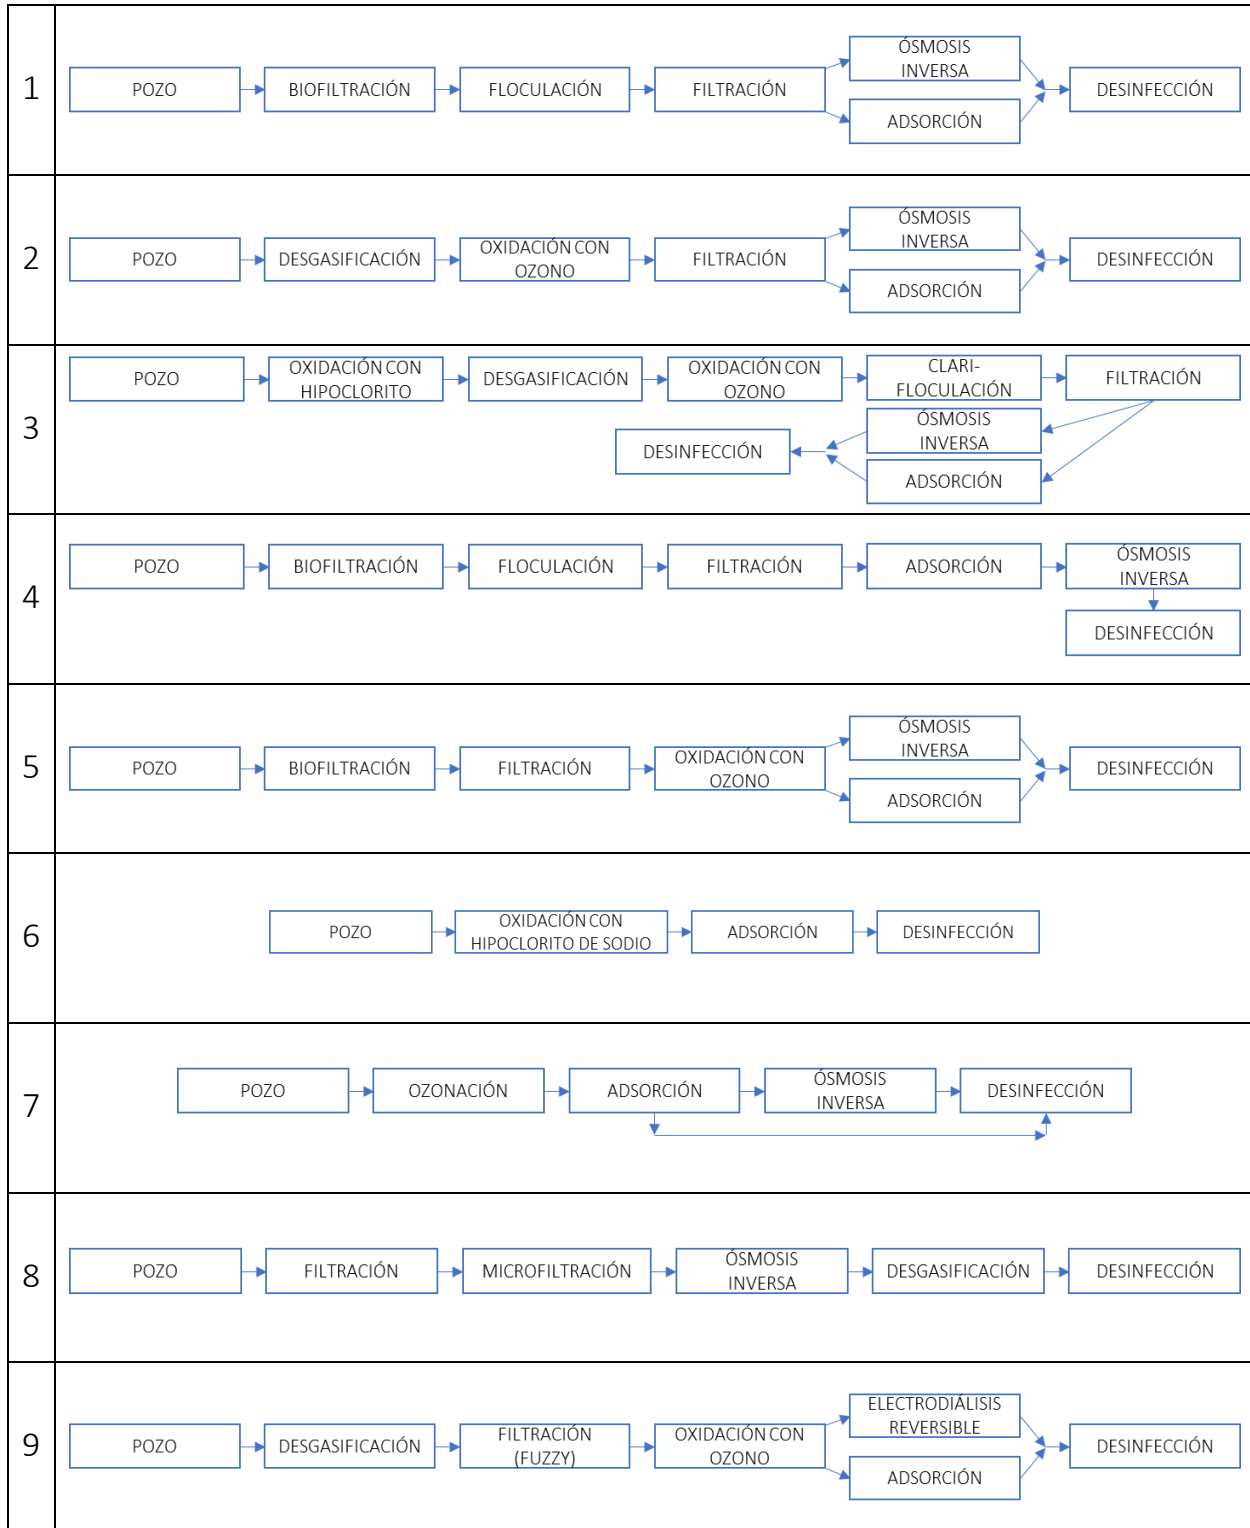 1
POZO
BIOFILTRACIÓN
FLOCULACIÓN
FILTRACIÓN
ÓSMOSIS
INVERSA
ADSORCIÓN
DESINFECCIÓN
2
POZO
DESGASIFICACIÓN
OXIDACIÓN CON
OZONO
FILTRACIÓN
ÓSMOSIS
INVERSA
ADSORCIÓN
DESINFECCIÓN
3
POZO
OXIDACIÓN CON
HIPOCLORITO
DESGASIFICACIÓN
OXIDACIÓN CON
OZONO
CLARI-
FLOCULACIÓN
FILTRACIÓN
ÓSMOSIS
INVERSA
ADSORCIÓN
DESINFECCIÓN
4
POZO
BIOFILTRACIÓN
FLOCULACIÓN
FILTRACIÓN
ADSORCIÓN
ÓSMOSIS
INVERSA
DESINFECCIÓN
5
POZO
BIOFILTRACIÓN
FILTRACIÓN
OXIDACIÓN CON
OZONO
ÓSMOSIS
INVERSA
ADSORCIÓN
DESINFECCIÓN
6
POZO
OXIDACIÓN CON
HIPOCLORITO DE SODIO
ADSORCIÓN
DESINFECCIÓN
7
POZO
OZONACIÓN
ADSORCIÓN
ÓSMOSIS
INVERSA
DESINFECCIÓN
8
POZO
FILTRACIÓN
MICROFILTRACIÓN
ÓSMOSIS
INVERSA
DESGASIFICACIÓN
DESINFECCIÓN
9
POZO
DESGASIFICACIÓN
FILTRACIÓN
(FUZZY)
OXIDACIÓN CON
OZONO
ELECTRODIÁLISIS
REVERSIBLE
ADSORCIÓN
DESINFECCIÓN